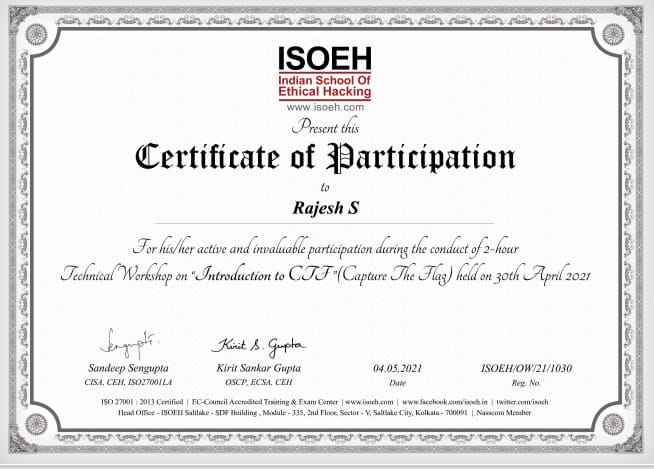 ISOEH
Indian School Of
Ethical Hacking
www.isoeh.com
Present this
Certificate of Participation
to
Rajesh S
For his/her active and invaluable participation during the conduct of 2-hour
Technical Workshop on “Introduction to CTF”(Capture The Flag) held on 30th April 2021
Sengupta. Kirit S. Gupta
Sandeep Sengupta Kirit Sankar Gupta 04.05.2021 ISOEH/OW/21/1030
CISA, CEH, ISO27001LA OSCP, ECSA, CEH Date Reg. No.
ISO 27001 : 2013 Certified | EC-Council Accredited Training & Exam Center | www.isoeh.com | www.facebook.com/isoeh.in | twitter.com/isoeh
Head Office - ISOEH Saltlake - SDF Building , Module - 335, 2nd Floor, Sector - V, Saltlake City, Kolkata - 700091 | Nasscom Member